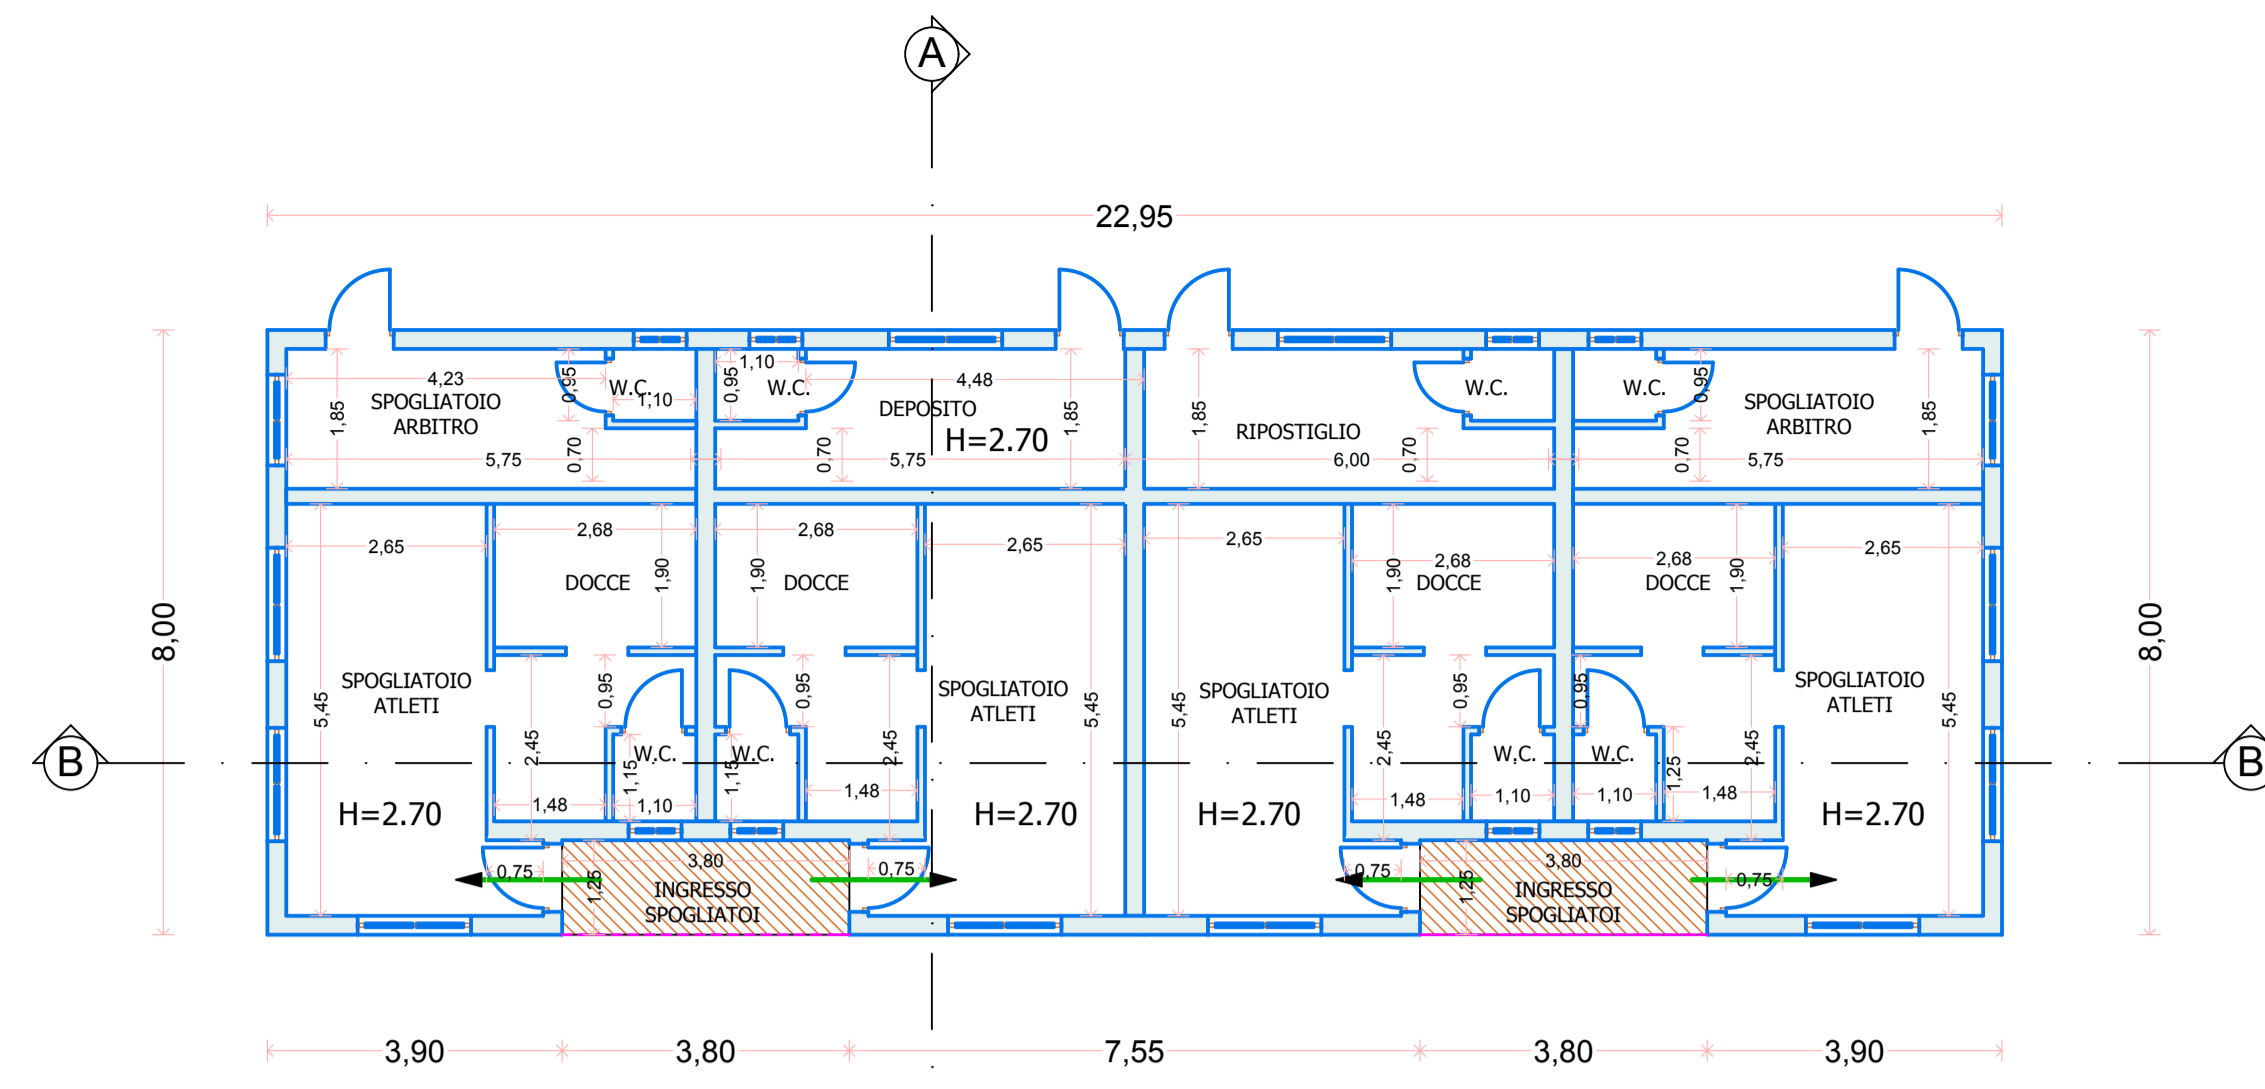 A
22,95
4,23
SPOGLIATOIO
ARBITRO
1,85
0,95
W.C.
1,10
0,70
5,75
1,10
0,95
W.C.
4,48
DEPOSITO
H=2.70
1,85
0,70
5,75
1,85
RIPOSTIGLIO
6,00
0,70
W.C.
W.C.
0,95
SPOGLIATOIO
ARBITRO
1,85
0,70
5,75
8,00
2,65
2,68
1,90
DOCCE
2,68
1,90
DOCCE
2,65
2,65
2,68
1,90
DOCCE
2,68
1,90
DOCCE
2,65
8,00
SPOGLIATOIO
ATLETI
5,45
0,95
0,95
SPOGLIATOIO
ATLETI
5,45
5,45
SPOGLIATOIO
ATLETI
0,95
0,95
SPOGLIATOIO
ATLETI
5,45
B
2,45
W.C.
1,15
W.C.
1,15
2,45
2,45
W.C.
W.C.
1,25
2,45
B
H=2.70
1,48
1,10
1,48
H=2.70
H=2.70
1,48
1,10
1,10
1,48
H=2.70
0,75
3,80
1,25
INGRESSO
SPOGLIATOI
0,75
0,75
3,80
1,25
INGRESSO
SPOGLIATOI
0,75
3,90
3,80
7,55
3,80
3,90